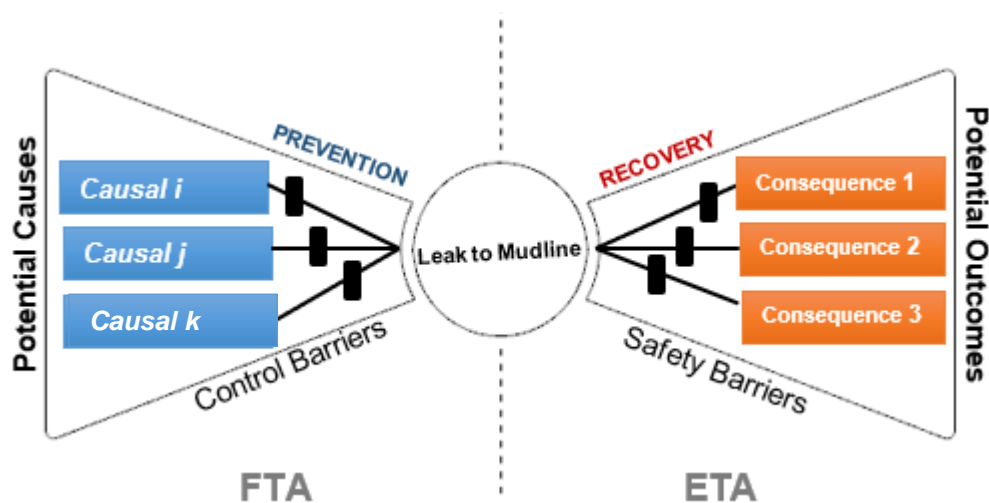 Potential Causes
PREVENTION
Causal i
Causal j
Causal k
Control Barriers
Leak to Mudline
RECOVERY
Consequence 1
Consequence 2
Consequence 3
Safety Barriers
Potential Outcomes
FTA
ETA